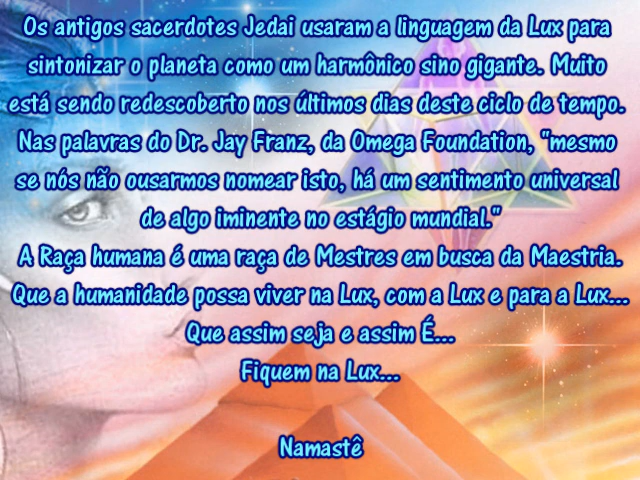 Os antigos sacerdotes Jedai usaram a linguagem da Lux para
sintonizar o planeta como um harmônico sino gigante. Muito
está sendo redescoberto nos últimos dias deste ciclo de tempo.
Nas palavras do Dr. Jay Franz, da Omega Foundation, "mesmo
se nós não ousarmos nomear isto, há um sentimento universal
de algo iminente no estágio mundial."
A Raça humana é uma raça de Mestres em busca da Maestria.
Que a humanidade possa viver na Lux, com a Lux e para a Lux...
Que assim seja e assim É...
Fiquem na Lux...
Namastê